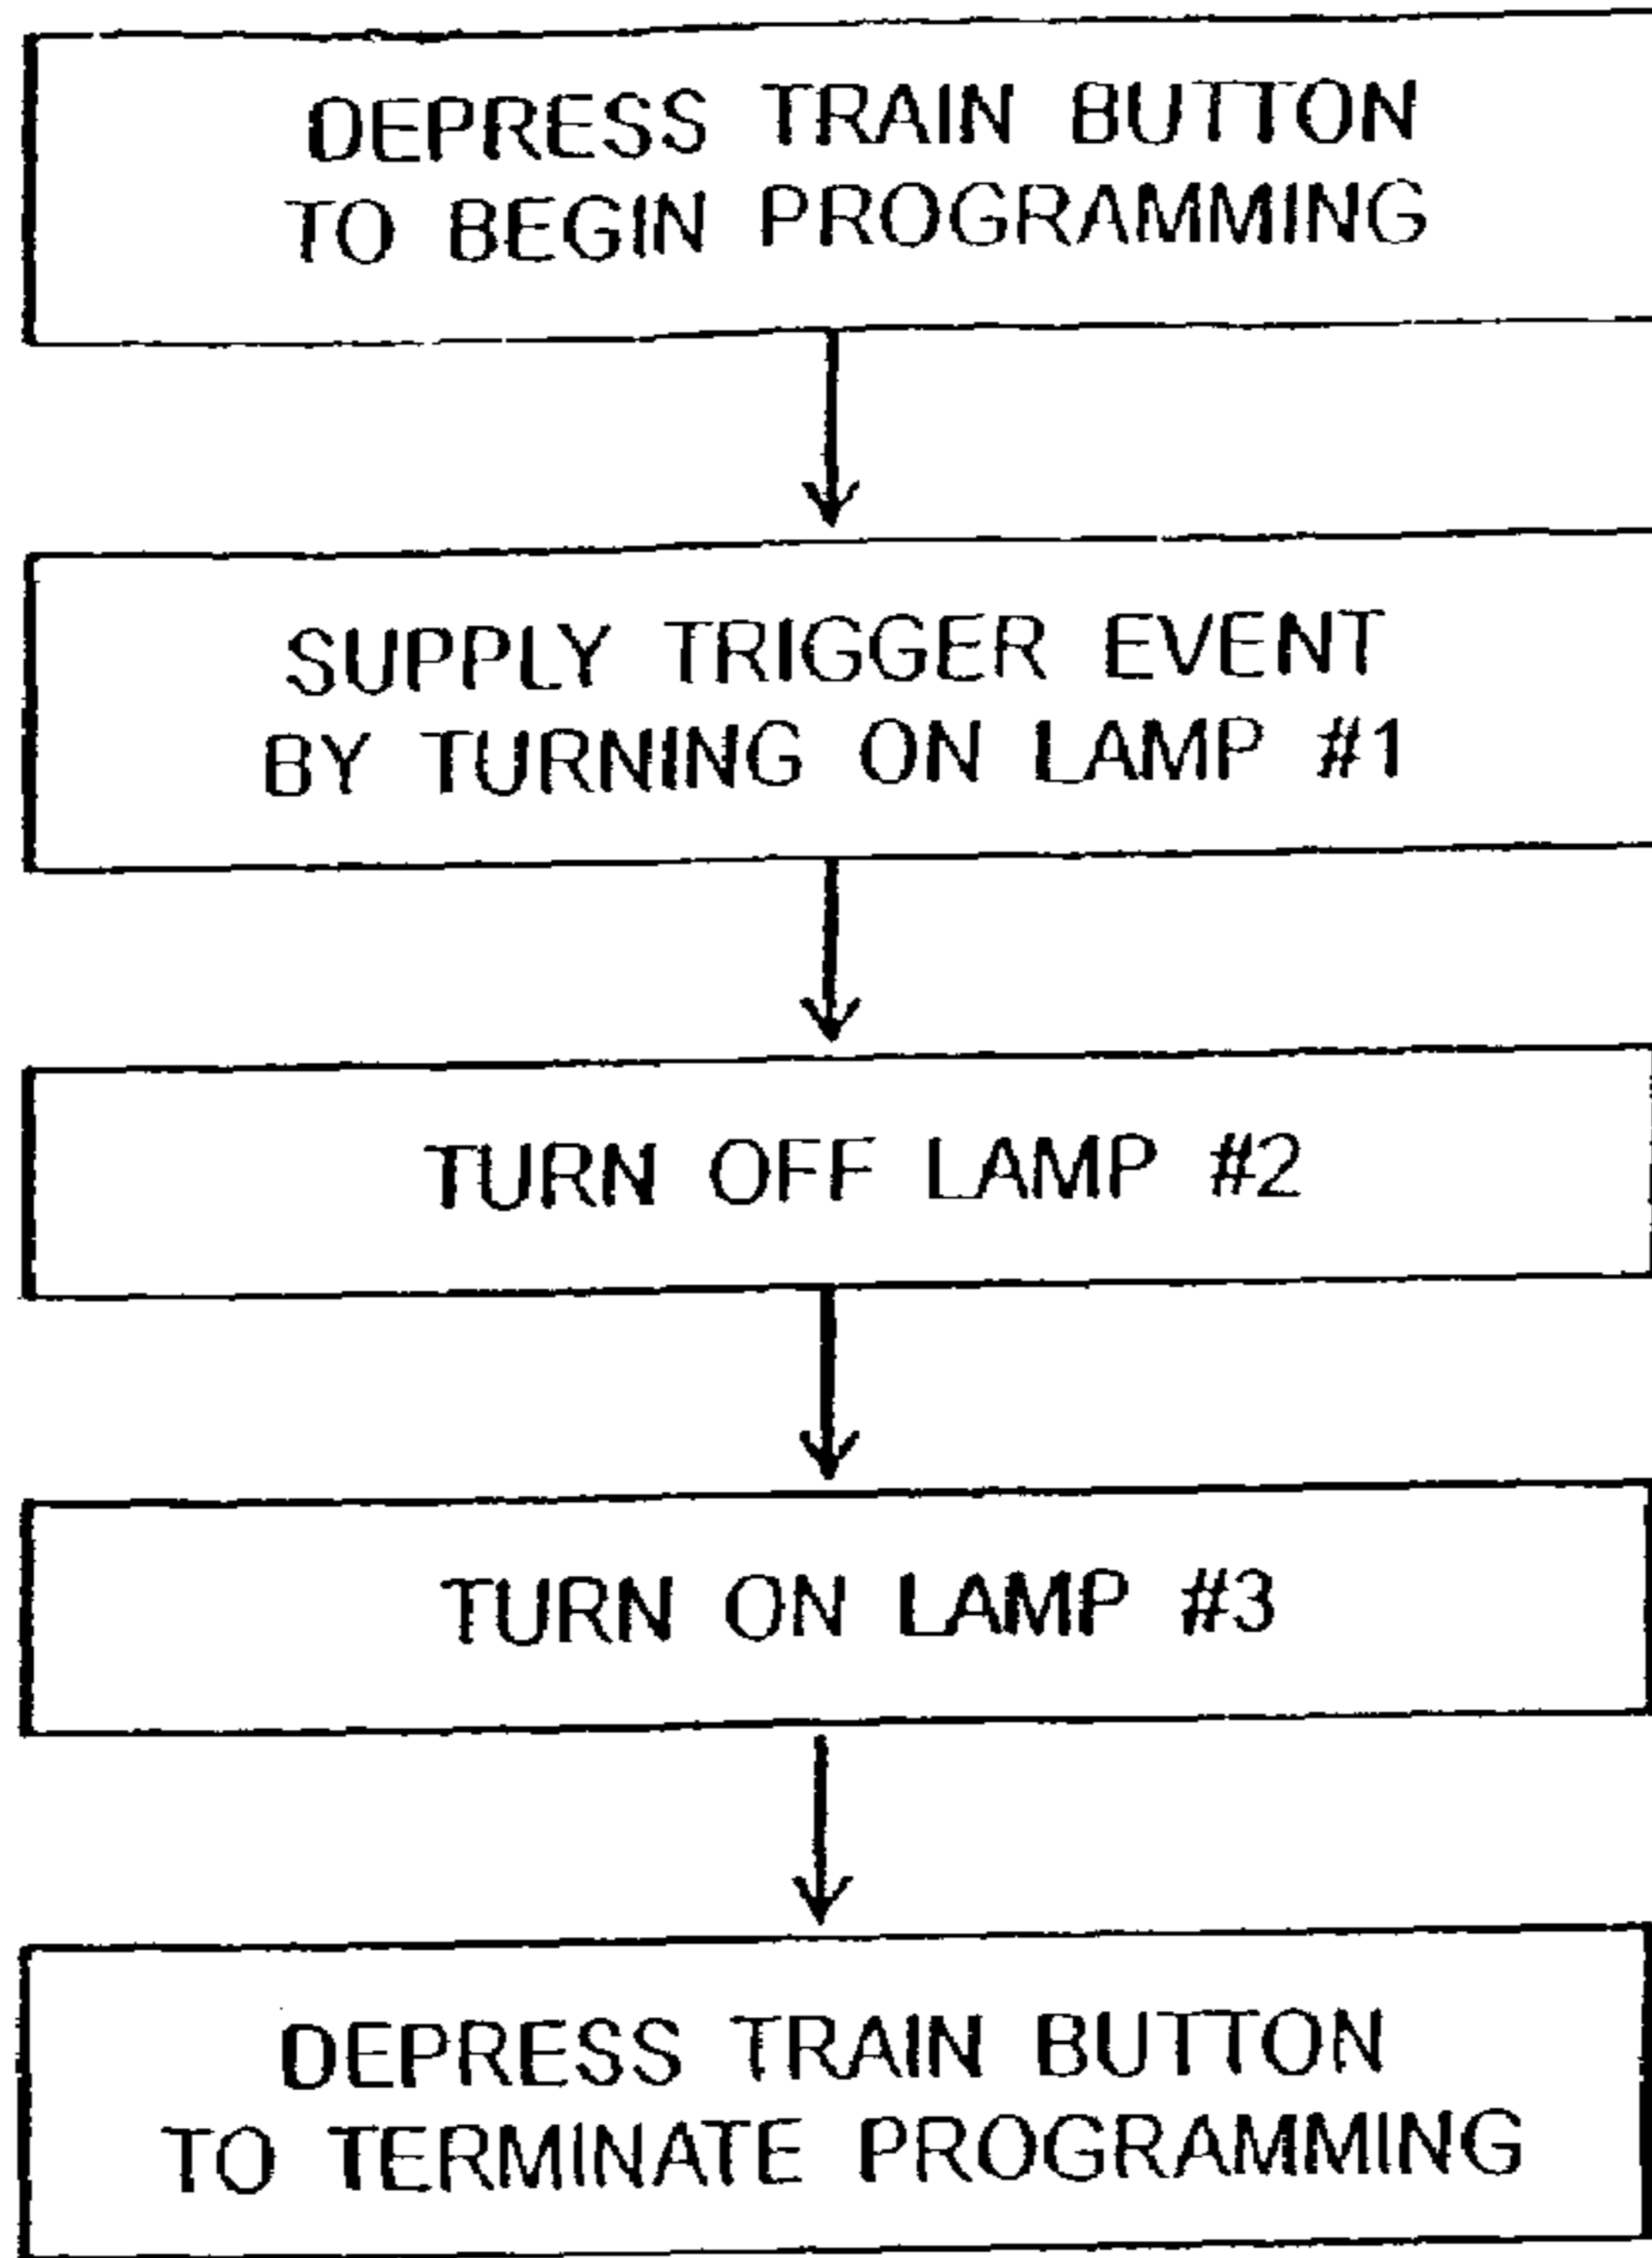 DEPRESS TRAIN BUTTON
TO BEGIN PROGRAMMING
SUPPLY TRIGGER EVENT
BY TURNING ON LAMP #1
TURN OFF LAMP #2
TURN ON LAMP #3
DEPRESS TRAIN BUTTON
TO TERMINATE PROGRAMMING